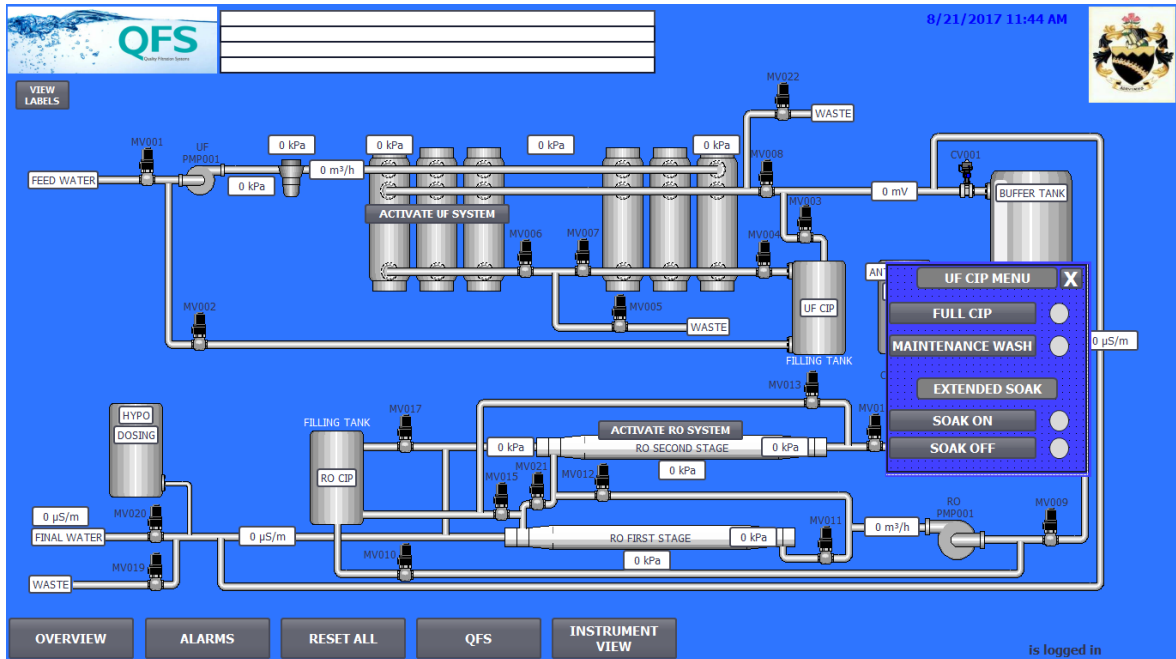 QFS
Quality Filtration Systems
8/21/2017 11:44 AM
VIEW
LABELS
MV022
WASTE
MV001
UF
PMP001
0 kPa
0 kPa
0 kPa
0 kPa
MV008
CV001
FEED WATER
0 kPa
0 m³/h
0 mV
BUFFER TANK
MV003
ACTIVATE UF SYSTEM
MV006
MV007
MV004
UF CIP MENU
X
MV002
MV005
UF CIP
FULL CIP
WASTE
MAINTENANCE WASH
0 µS/m
FILLING TANK
MV013
EXTENDED SOAK
HYPO
DOSING
FILLING TANK
MV017
SOAK ON
ACTIVATE RO SYSTEM
0 kPa
RO SECOND STAGE
0 kPa
SOAK OFF
MV021
0 kPa
RO CIP
MV015
MV012
0 µS/m
MV020
RO
PMP001
MV009
FINAL WATER
0 µS/m
RO FIRST STAGE
0 kPa
MV011
0 m³/h
MV010
0 kPa
MV019
WASTE
OVERVIEW
ALARMS
RESET ALL
QFS
INSTRUMENT
VIEW
is logged in